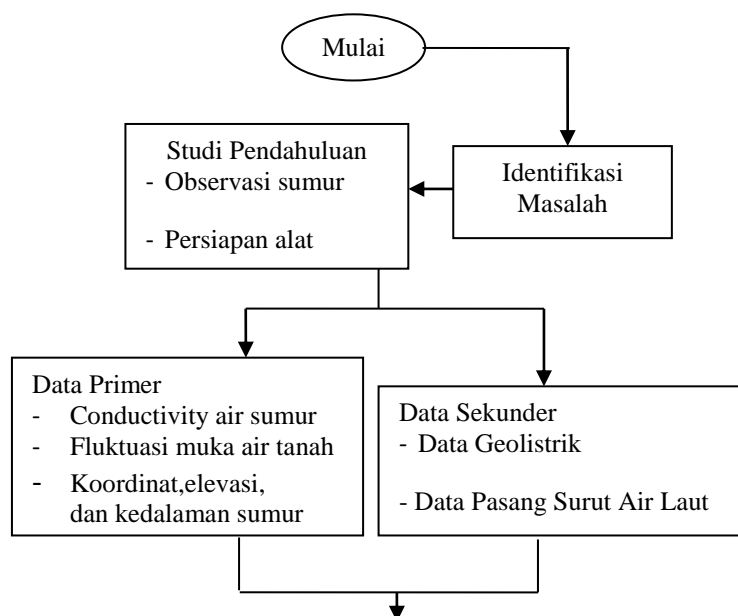 Mulai
Identifikasi
Masalah
Studi Pendahuluan
- Observasi sumur
- Persiapan alat
Data Primer
- Conductivity air sumur
- Fluktuasi muka air tanah
- Koordinat,elevasi,
dan kedalaman sumur
Data Sekunder
- Data Geolistrik
- Data Pasang Surut Air Laut